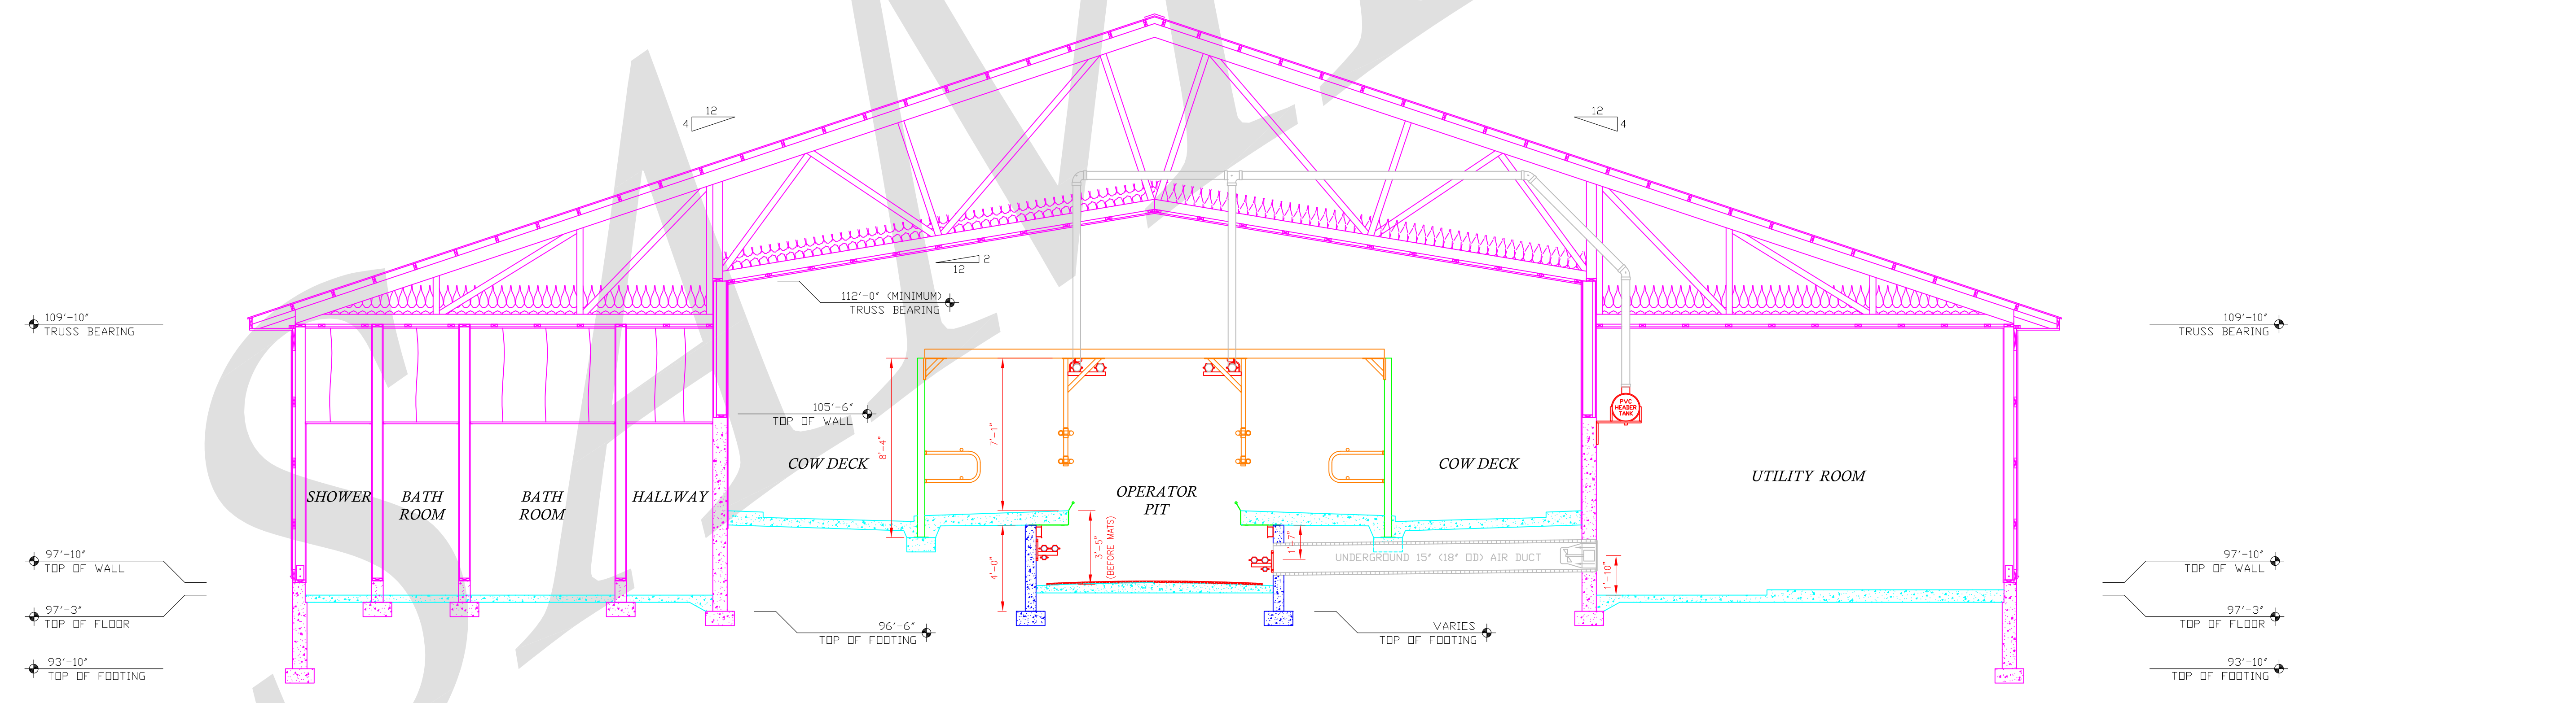 SAM
12
4
12
4
12
2
112'-0" (MINIMUM)
TRUSS BEARING
109'-10"
TRUSS BEARING
109'-10"
TRUSS BEARING
PVC
HEADER
TANK
105'-6"
TOP OF WALL
8'-4"
7'-1"
COW DECK
COW DECK
UTILITY ROOM
SHOWER
BATH
ROOM
BATH
ROOM
HALLWAY
OPERATOR
PIT
3'-5"
(BEFORE MATS)
4'-0"
1'-7"
UNDERGROUND 15" (18" OD) AIR DUCT
1'-10"
97'-10"
TOP OF WALL
97'-10"
TOP OF WALL
97'-3"
TOP OF FLOOR
97'-3"
TOP OF FLOOR
96'-6"
TOP OF FOOTING
VARIES
TOP OF FOOTING
93'-10"
TOP OF FOOTING
93'-10"
TOP OF FOOTING